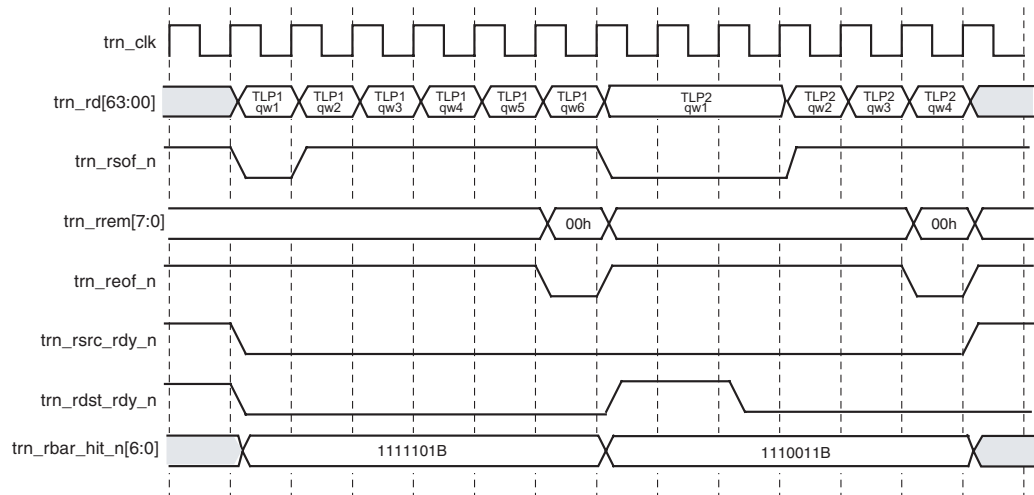 trn_clk
trn_rd[63:00]
TLP1
qw1
TLP1
qw2
TLP1
qw3
TLP1
qw4
TLP1
qw5
TLP1
qw6
TLP2
qw1
TLP2
qw2
TLP2
qw3
TLP2
qw4
trn_rsof_n
trn_rrem[7:0]
00h
00h
trn_reof_n
trn_rsrc_rdy_n
trn_rdst_rdy_n
trn_rbar_hit_n[6:0]
1111101B
1110011B